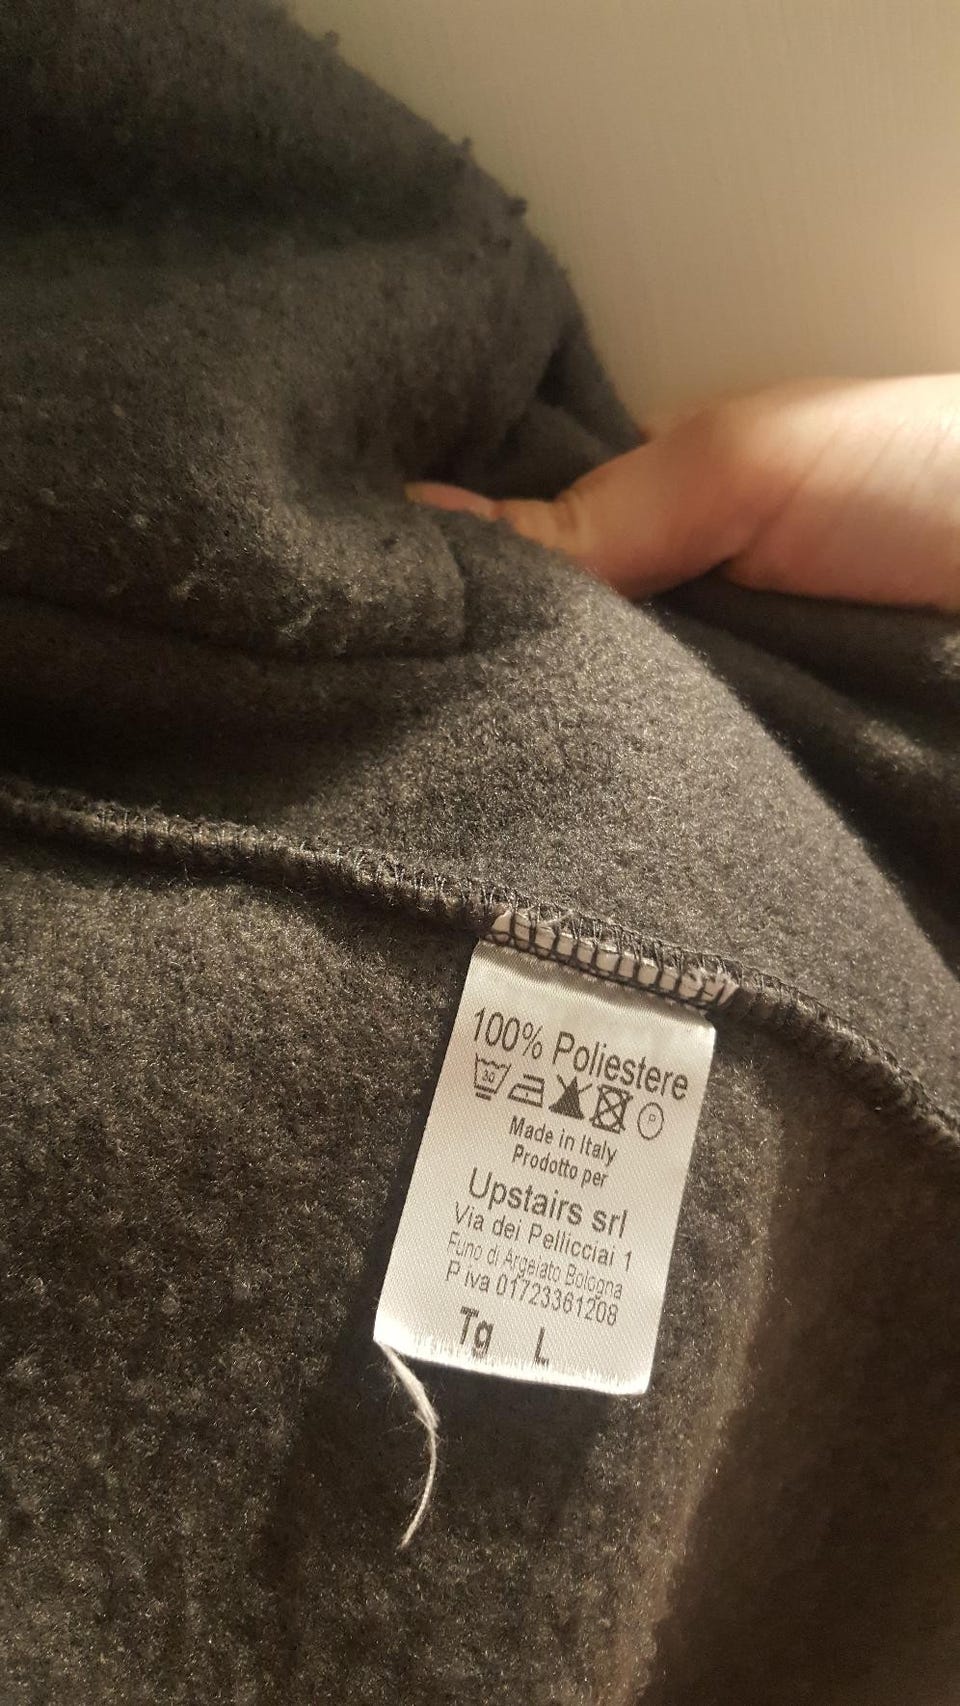 100% Poliestere
30 P
Made in Italy
Prodotto per
Upstairs srl
Via dei Pellicciai 1
Funo di Argelato Bologna
P iva 01723361208
Tg L